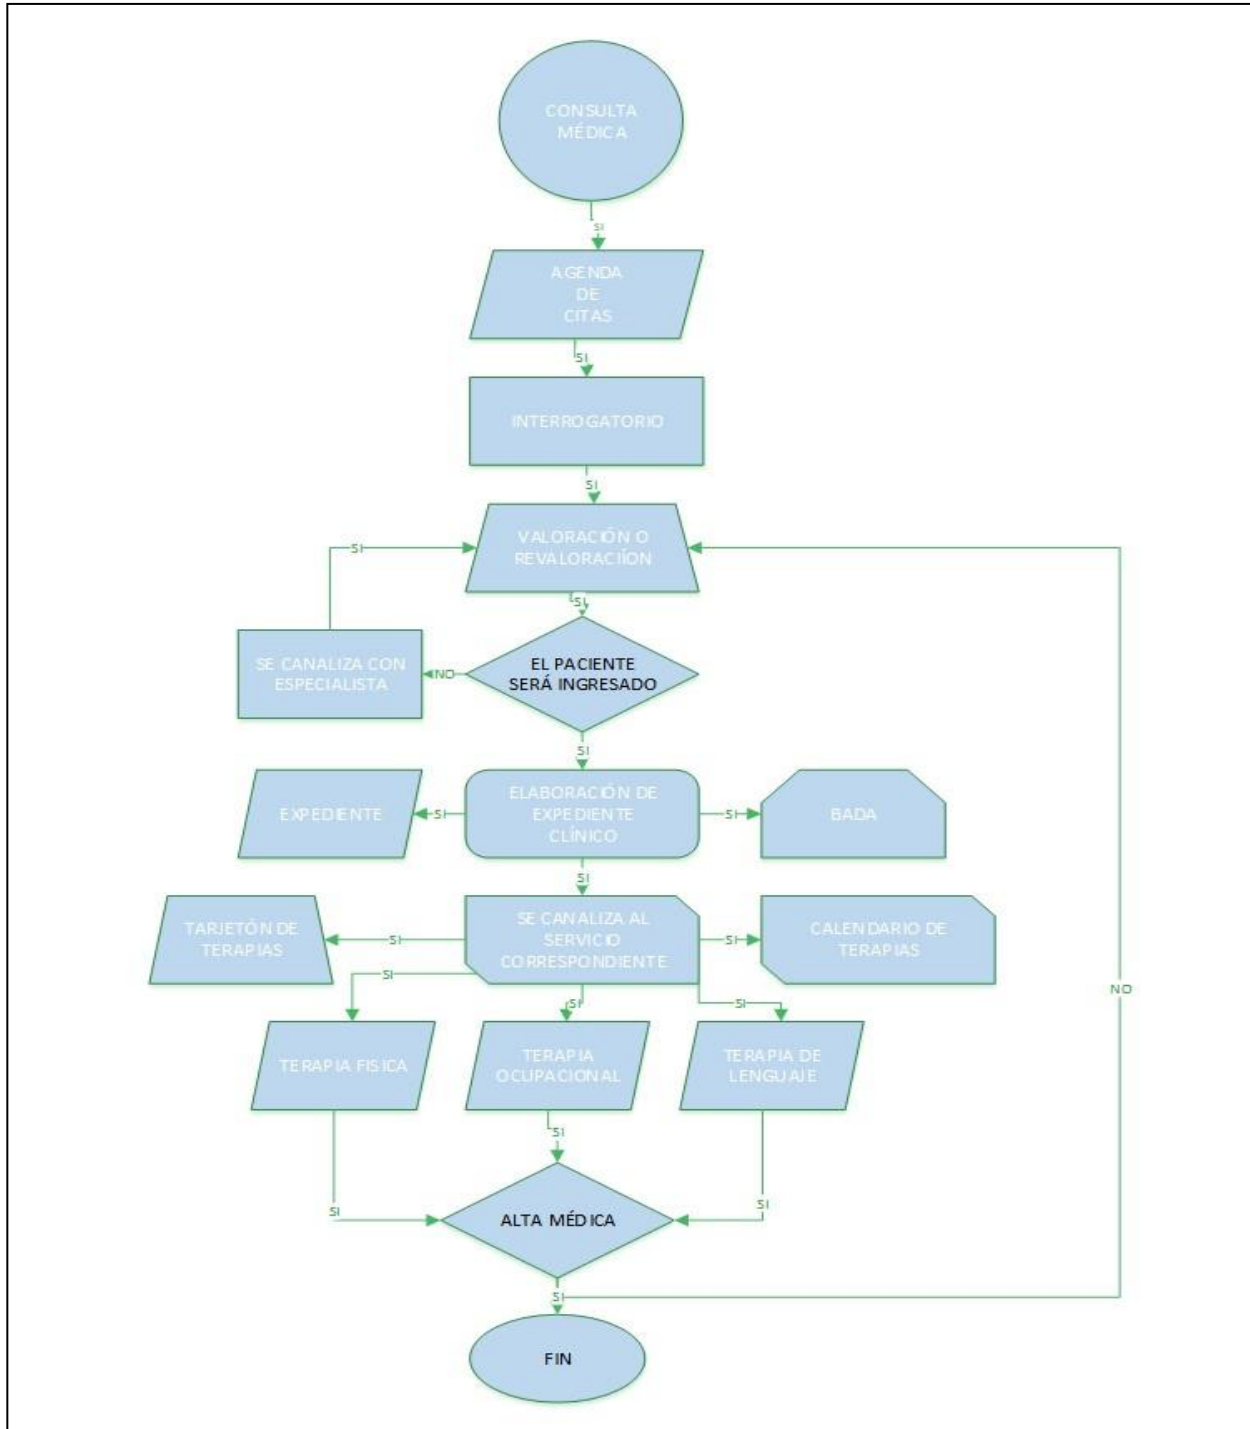 CONSULTA
MÉDICA
SI
AGENDA
DE
CITAS
SI
INTERROGATORIO
SI
VALORACIÓN O
REVALORACIÍON
SI
SI
EL PACIENTE
SERÁ INGRESADO
NO
SE CANALIZA CON
ESPECIALISTA
SI
EXPEDIENTE
SI
ELABORACIÓN DE
EXPEDIENTE
CLÍNICO
SI
BADA
SI
TARJETÓN DE
TERAPIAS
SI
SE CANALIZA AL
SERVICIO
CORRESPONDIENTE
SI
CALENDARIO DE
TERAPIAS
SI
SI
SI
NO
TERAPIA FISICA
TERAPIA
OCUPACIONAL
TERAPIA DE
LENGUAJE
SI
SI
SI
ALTA MÉDICA
SI
FIN